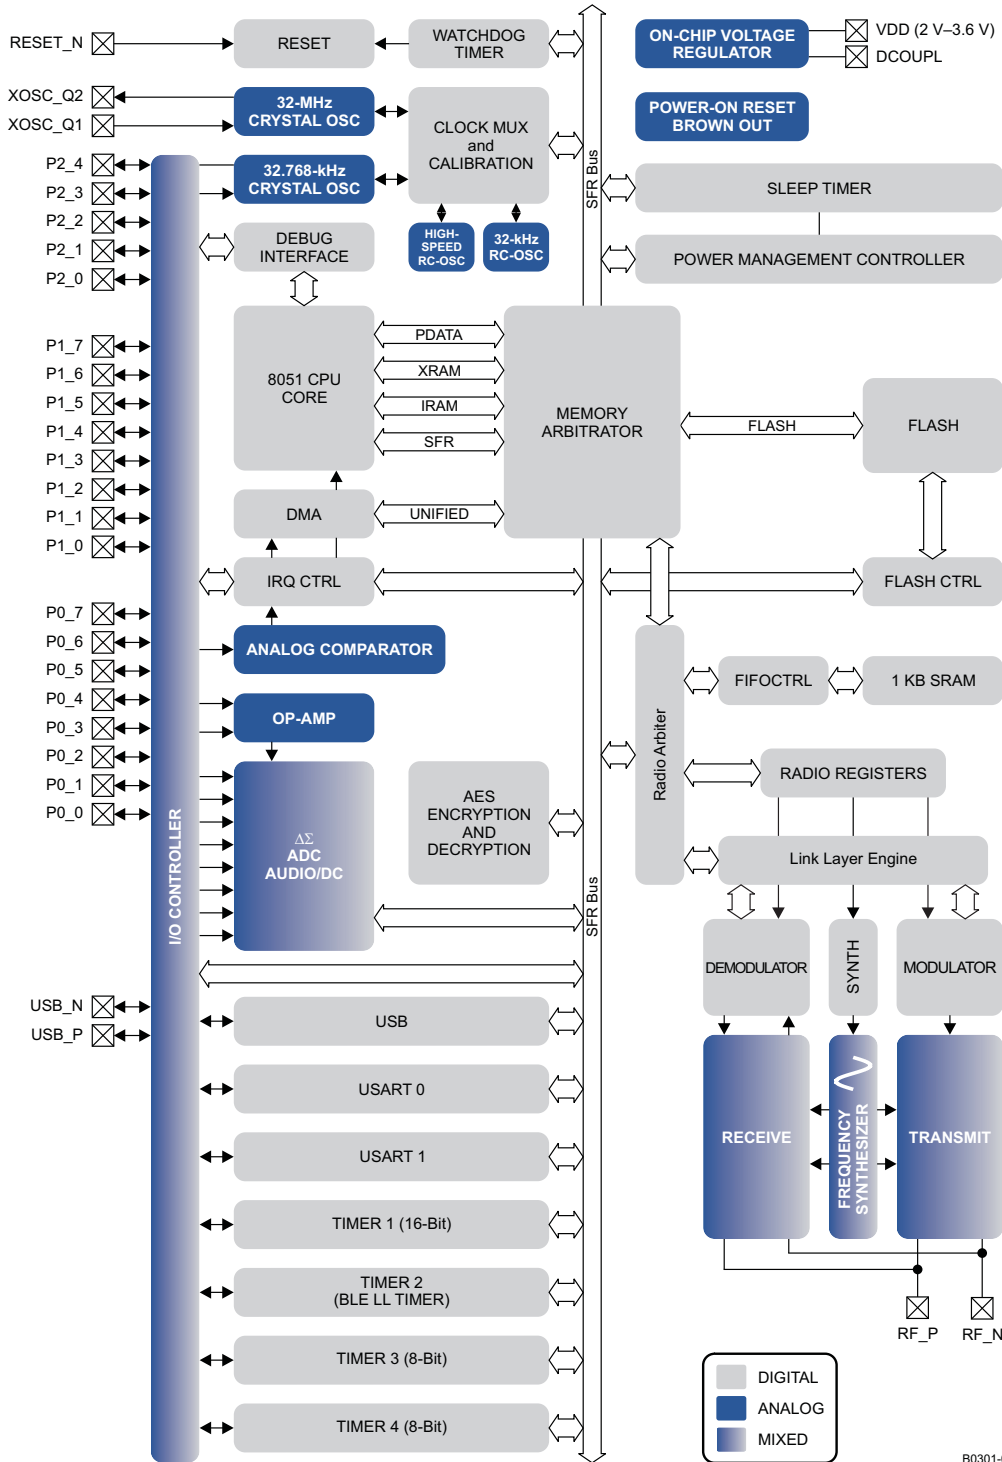 RESET_N
RESET
WATCHDOG
TIMER
ON-CHIP VOLTAGE
REGULATOR
VDD (2 V–3.6 V)
DCOUPL
XOSC_Q2
XOSC_Q1
32-MHz
CRYSTAL OSC
CLOCK MUX
and
CALIBRATION
POWER-ON RESET
BROWN OUT
SFR Bus
P2_4
P2_3
P2_2
P2_1
P2_0
32.768-kHz
CRYSTAL OSC
SLEEP TIMER
HIGH-
SPEED
RC-OSC
32-kHz
RC-OSC
DEBUG
INTERFACE
POWER MANAGEMENT CONTROLLER
P1_7
P1_6
P1_5
P1_4
P1_3
P1_2
P1_1
P1_0
8051 CPU
CORE
PDATA
XRAM
IRAM
SFR
MEMORY
ARBITRATOR
FLASH
FLASH
DMA
UNIFIED
IRQ CTRL
FLASH CTRL
P0_7
P0_6
P0_5
P0_4
P0_3
P0_2
P0_1
P0_0
ANALOG COMPARATOR
OP-AMP
Radio Arbiter
FIFOCTRL
1 KB SRAM
RADIO REGISTERS
ΔΣ
ADC
AUDIO/DC
AES
ENCRYPTION
AND
DECRYPTION
Link Layer Engine
I/O CONTROLLER
SFR Bus
DEMODULATOR
SYNTH
MODULATOR
USB_N
USB_P
USB
USART 0
USART 1
RECEIVE
FREQUENCY
SYNTHESIZER
TRANSMIT
TIMER 1 (16-Bit)
TIMER 2
(BLE LL TIMER)
TIMER 3 (8-Bit)
TIMER 4 (8-Bit)
RF_P
RF_N
DIGITAL
ANALOG
MIXED